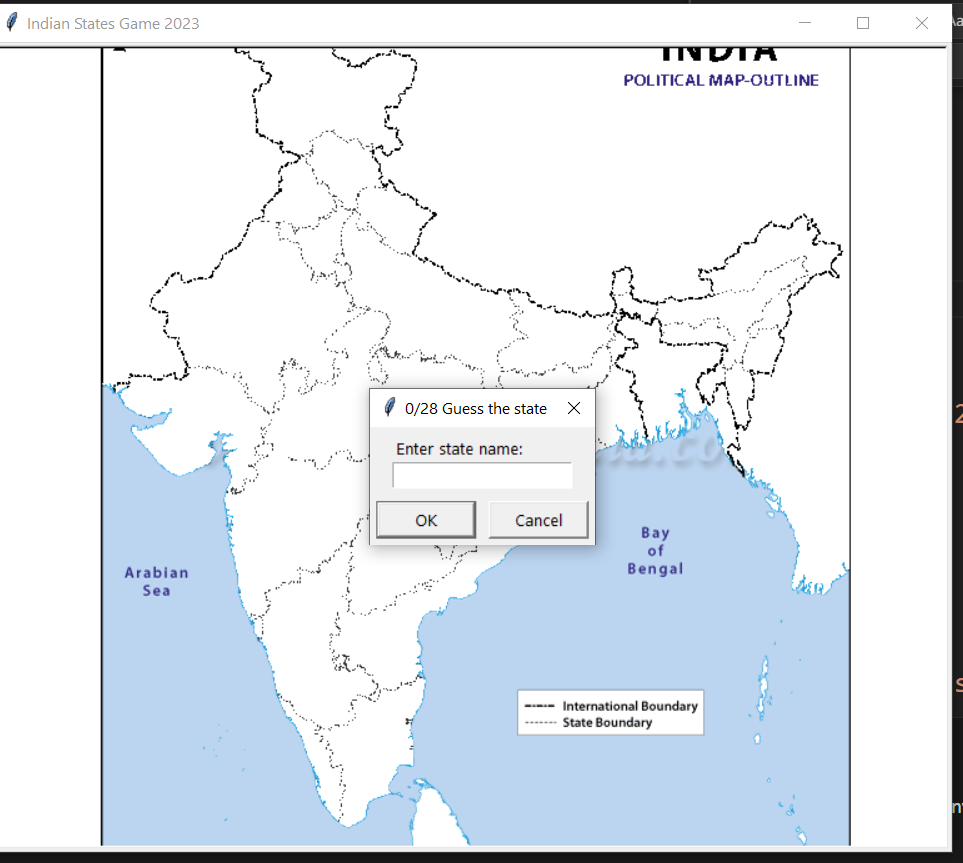 Indian States Game 2023
INDIA
POLITICAL MAP-OUTLINE
0/28 Guess the state
Enter state name:
OK
Cancel
Bay
of
Bengal
Arabian
Sea
International Boundary
State Boundary